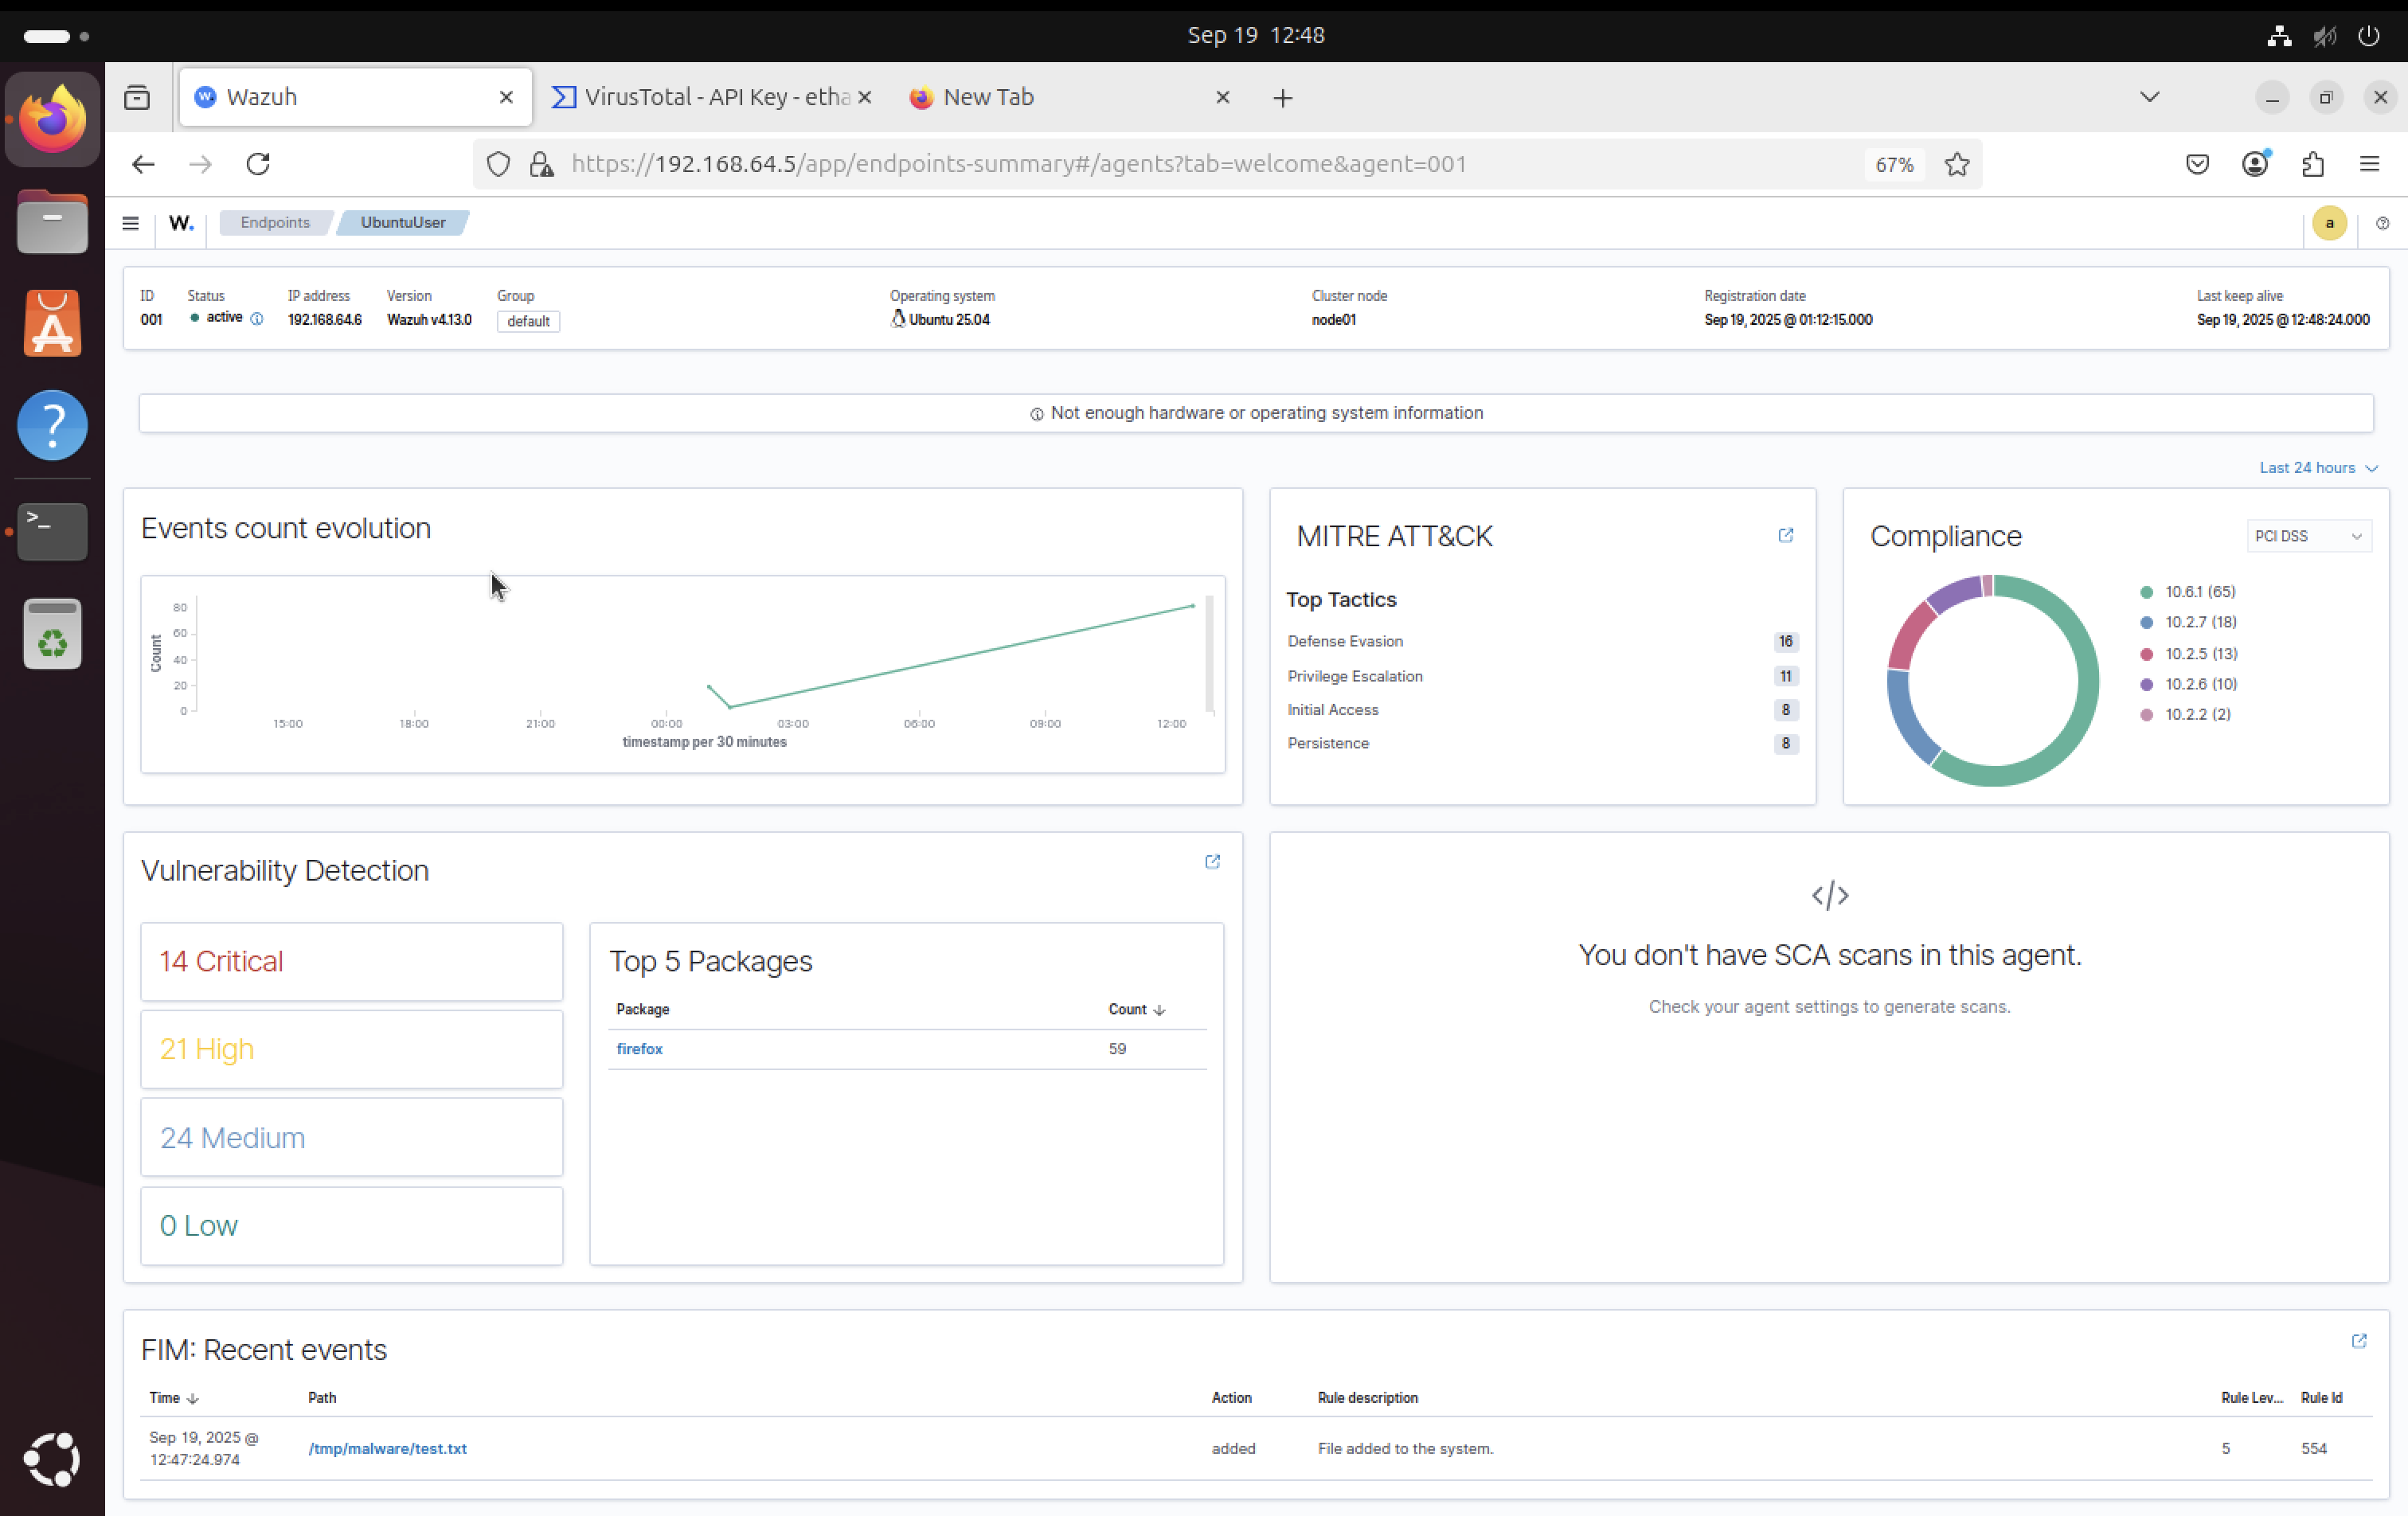 Sep 19 12:48
Wazuh
VirusTotal - API Key - etha
New Tab
https://192.168.64.5/app/endpoints-summary#/agents?tab=welcome&agent=001
67%
W.
Endpoints
UbuntuUser
a
ID
Status
IP address
Version
Group
Operating system
Cluster node
Registration date
Last keep alive
001
active
192.168.64.6
Wazuh v4.13.0
default
Ubuntu 25.04
node01
Sep 19, 2025 @ 01:12:15.000
Sep 19, 2025 @ 12:48:24.000
Not enough hardware or operating system information
Last 24 hours
Events count evolution
Count
80
60
40
20
0
15:00
18:00
21:00
00:00
03:00
06:00
09:00
12:00
timestamp per 30 minutes
MITRE ATT&CK
Top Tactics
Defense Evasion 16
Privilege Escalation 11
Initial Access 8
Persistence 8
Compliance
PCI DSS
10.6.1 (65)
10.2.7 (18)
10.2.5 (13)
10.2.6 (10)
10.2.2 (2)
Vulnerability Detection
14 Critical
21 High
24 Medium
0 Low
Top 5 Packages
Package Count
firefox 59
</>
You don't have SCA scans in this agent.
Check your agent settings to generate scans.
FIM: Recent events
Time Path Action Rule description Rule Lev... Rule Id
Sep 19, 2025 @
12:47:24.974
/tmp/malware/test.txt added File added to the system. 5 554